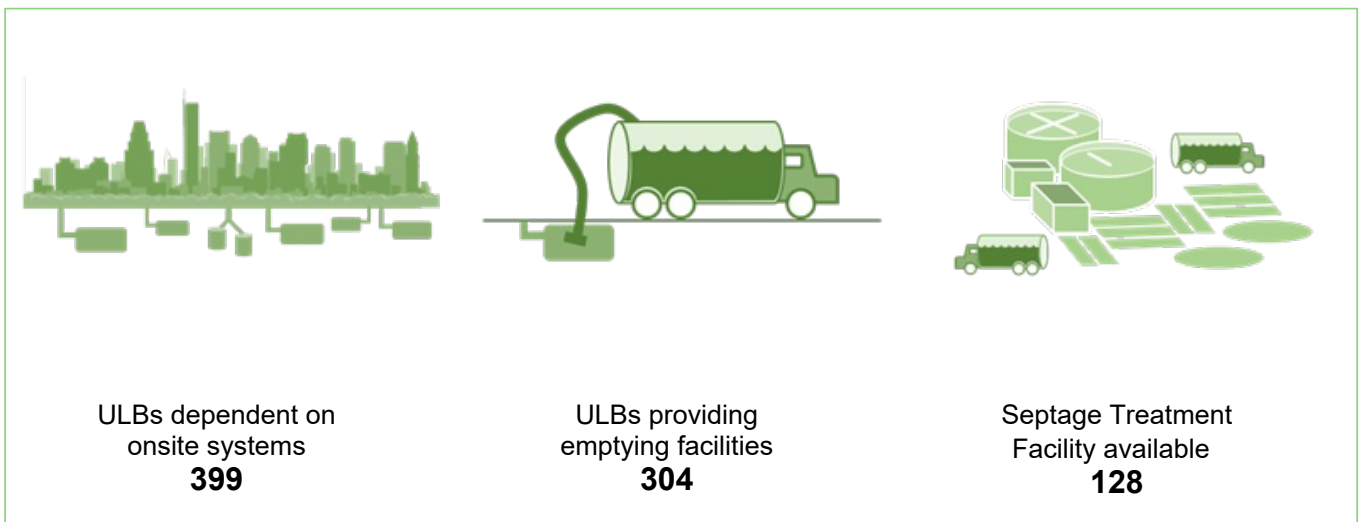 ULBs dependent on
onsite systems
399
ULBs providing
emptying facilities
304
Septage Treatment
Facility available
128